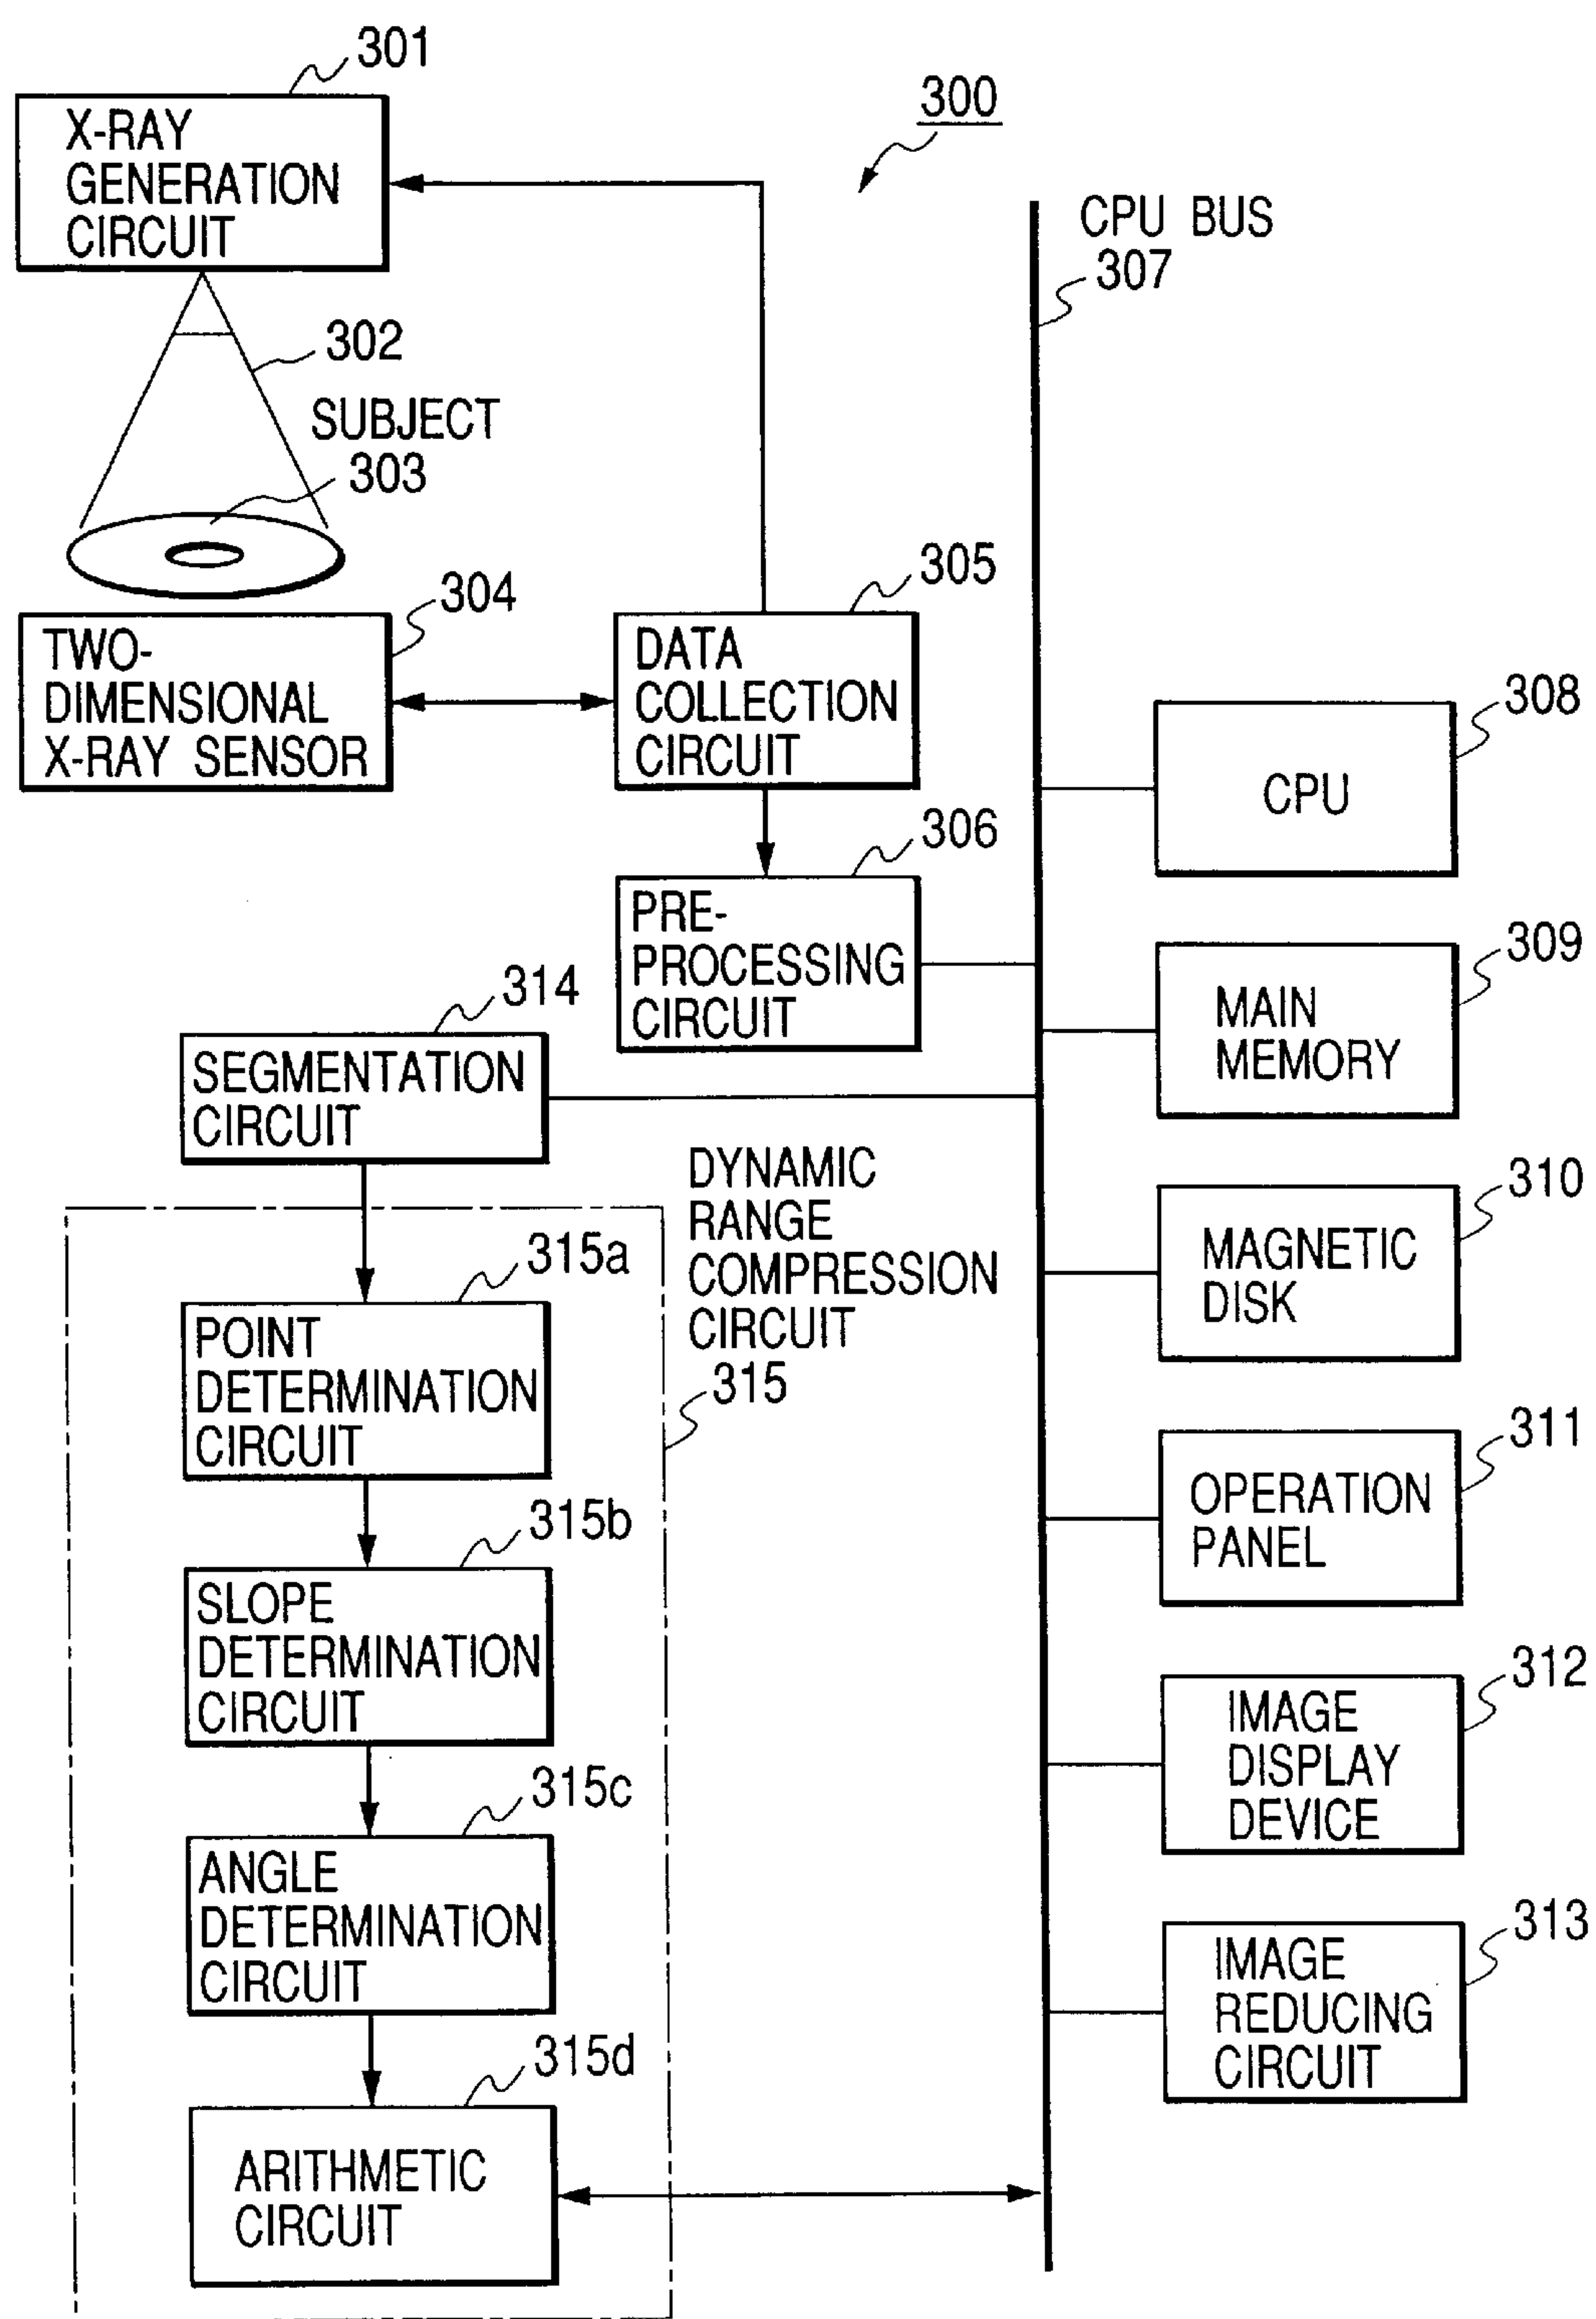 301
X-RAY
GENERATION
CIRCUIT
300
CPU BUS
307
302
SUBJECT
303
304
TWO-
DIMENSIONAL
X-RAY SENSOR
305
DATA
COLLECTION
CIRCUIT
306
PRE-
PROCESSING
CIRCUIT
308
CPU
309
MAIN
MEMORY
310
MAGNETIC
DISK
311
OPERATION
PANEL
312
IMAGE
DISPLAY
DEVICE
313
IMAGE
REDUCING
CIRCUIT
314
SEGMENTATION
CIRCUIT
DYNAMIC
RANGE
COMPRESSION
CIRCUIT
315
315a
POINT
DETERMINATION
CIRCUIT
315b
SLOPE
DETERMINATION
CIRCUIT
315c
ANGLE
DETERMINATION
CIRCUIT
315d
ARITHMETIC
CIRCUIT